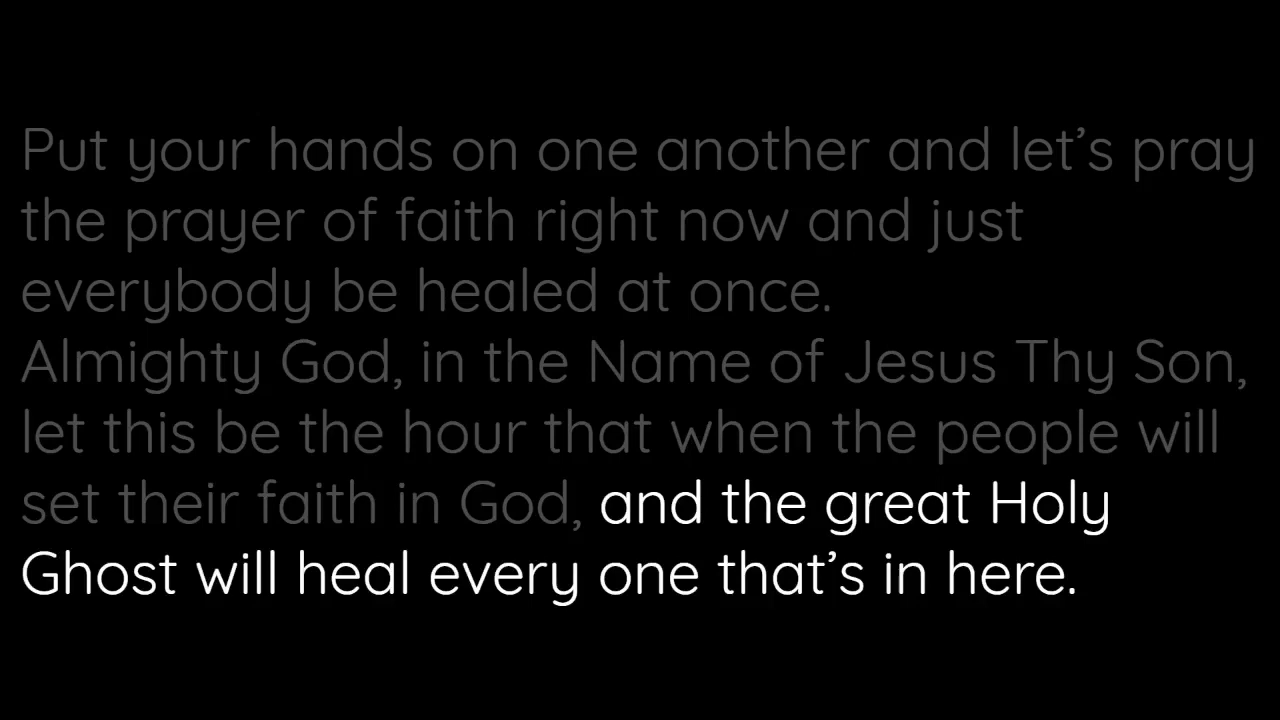 Put your hands on one another and let’s pray
the prayer of faith right now and just
everybody be healed at once.
Almighty God, in the Name of Jesus Thy Son,
let this be the hour that when the people will
set their faith in God, and the great Holy
Ghost will heal every one that’s in here.